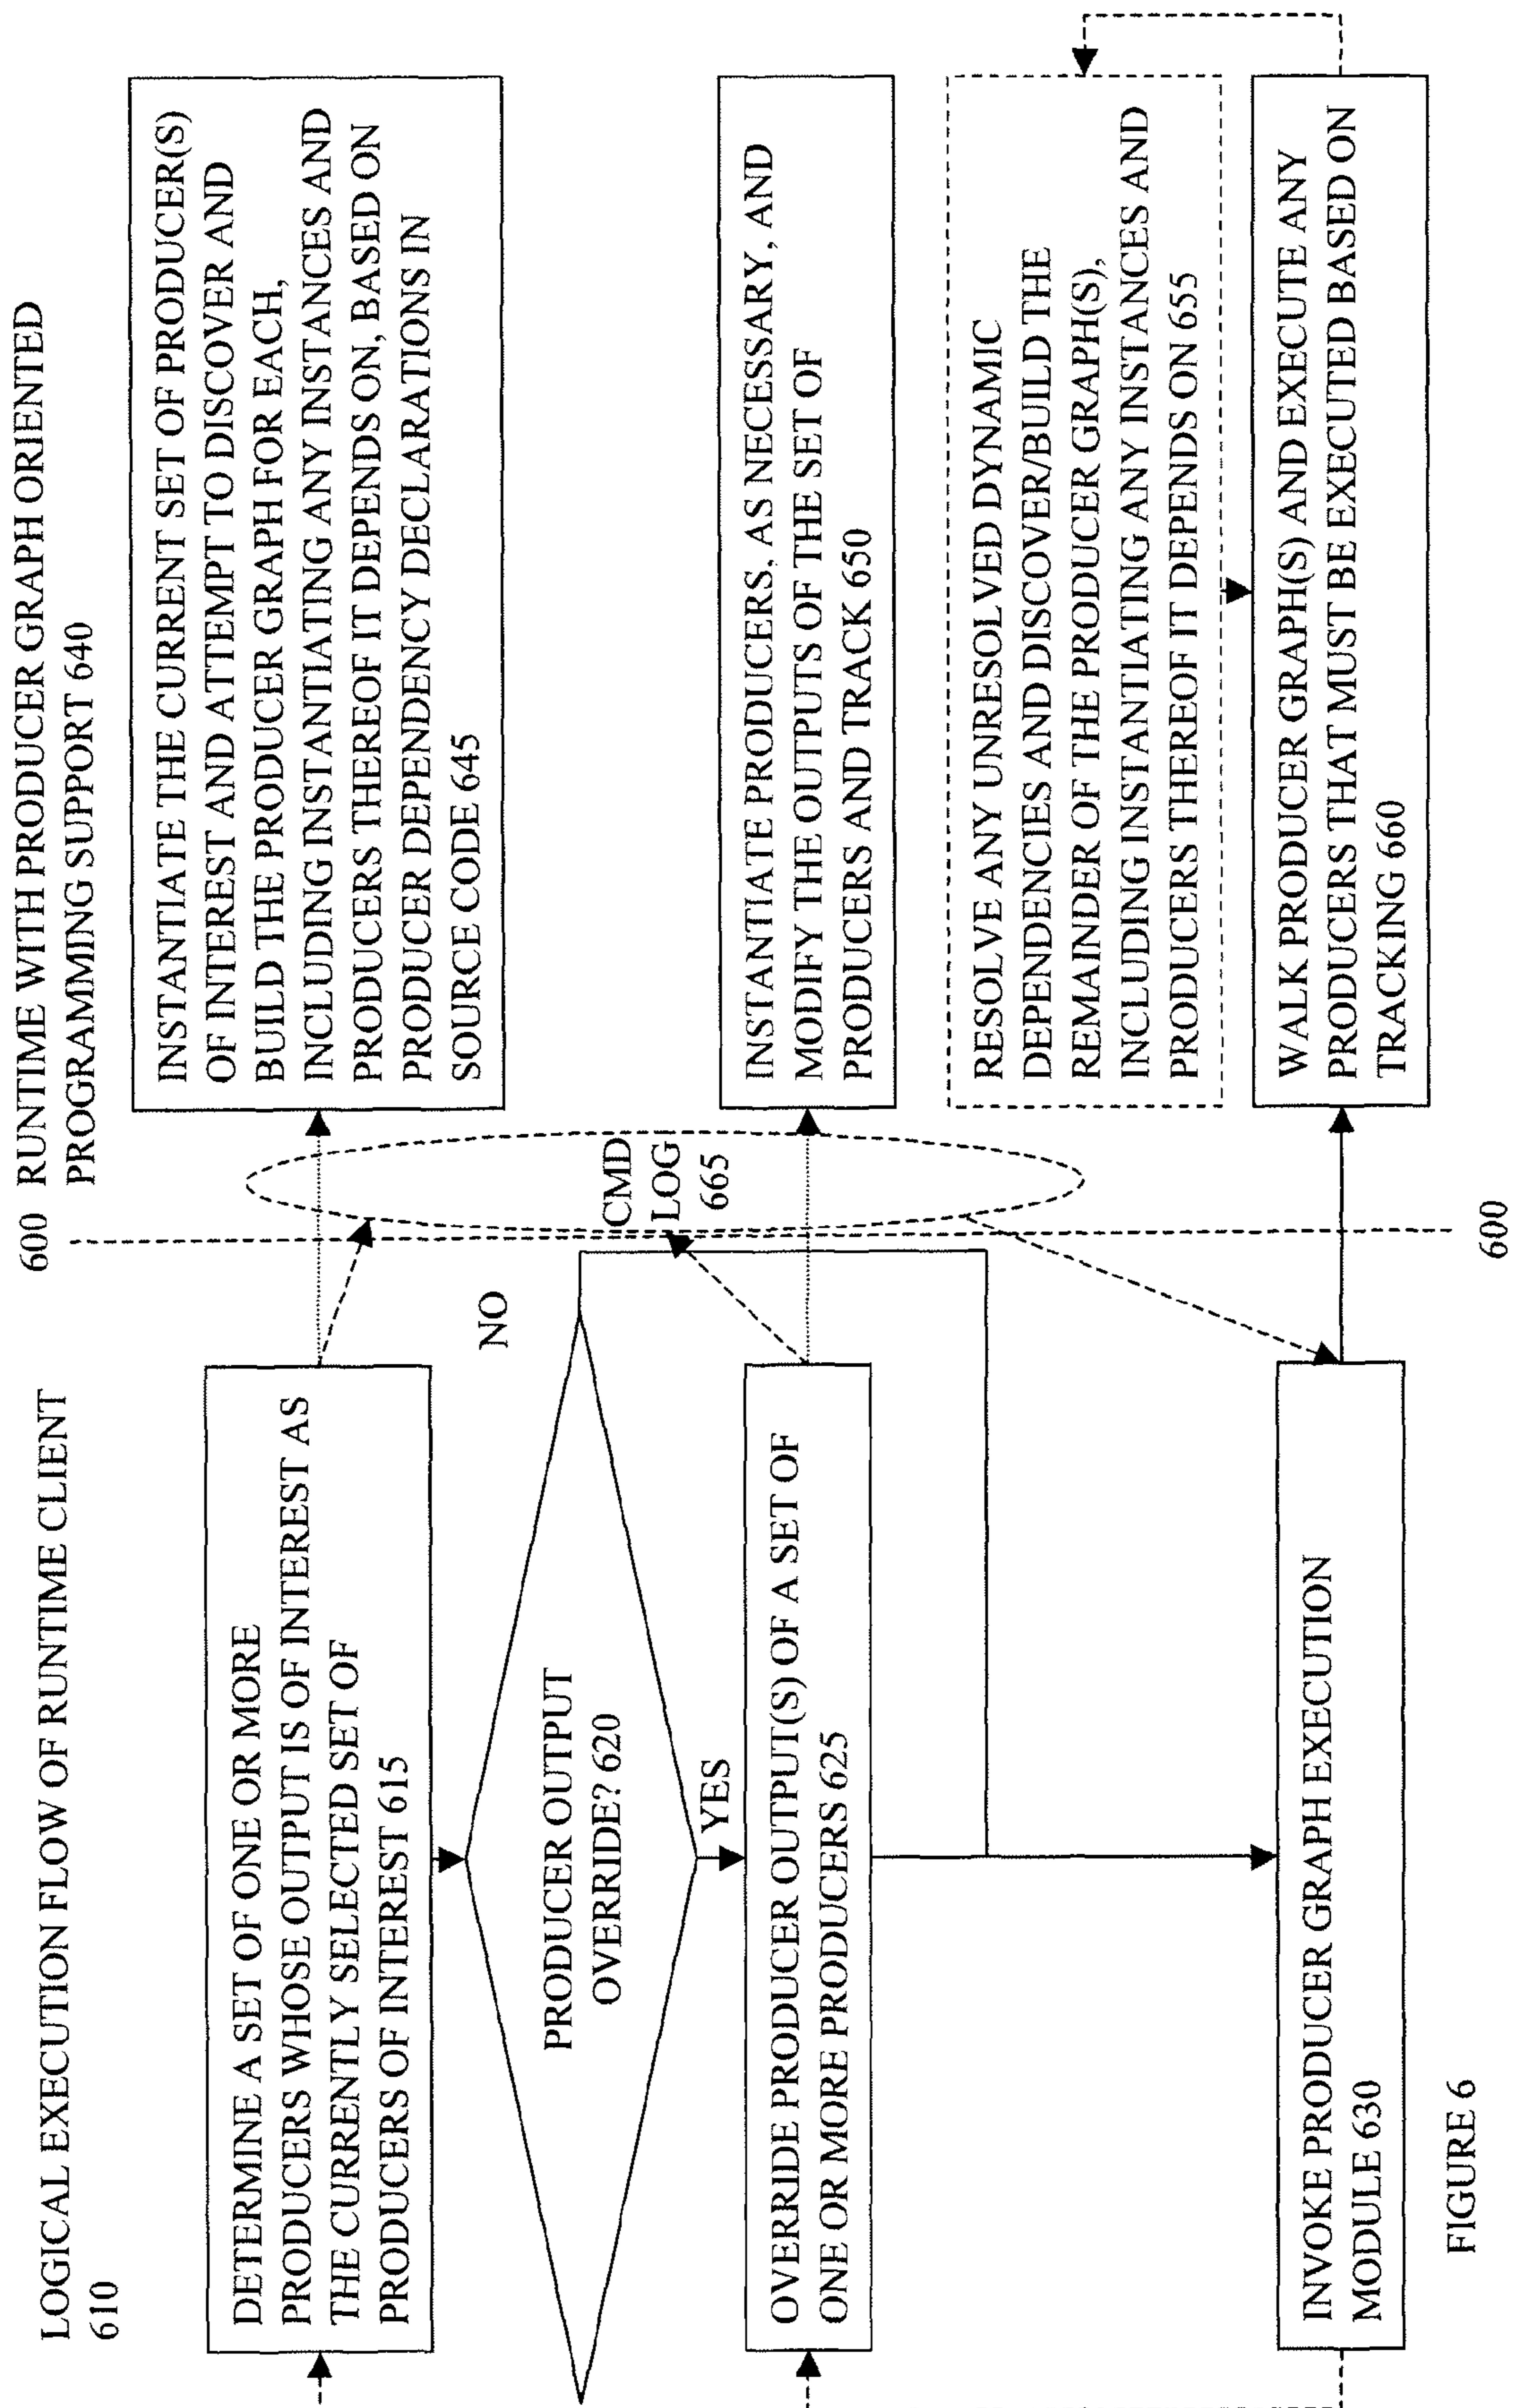 LOGICAL EXECUTION FLOW OF RUNTIME CLIENT
610
DETERMINE A SET OF ONE OR MORE
PRODUCERS WHOSE OUTPUT IS OF INTEREST AS
THE CURRENTLY SELECTED SET OF
PRODUCERS OF INTEREST 615
PRODUCER OUTPUT
OVERRIDE? 620
NO
YES
OVERRIDE PRODUCER OUTPUT(S) OF A SET OF
ONE OR MORE PRODUCERS 625
INVOKE PRODUCER GRAPH EXECUTION
MODULE 630
600
RUNTIME WITH PRODUCER GRAPH ORIENTED
PROGRAMMING SUPPORT 640
INSTANTIATE THE CURRENT SET OF PRODUCER(S)
OF INTEREST AND ATTEMPT TO DISCOVER AND
BUILD THE PRODUCER GRAPH FOR EACH,
INCLUDING INSTANTIATING ANY INSTANCES AND
PRODUCERS THEREOF IT DEPENDS ON, BASED ON
PRODUCER DEPENDENCY DECLARATIONS IN
SOURCE CODE 645
CMD
LOG
665
INSTANTIATE PRODUCERS, AS NECESSARY, AND
MODIFY THE OUTPUTS OF THE SET OF
PRODUCERS AND TRACK 650
RESOLVE ANY UNRESOLVED DYNAMIC
DEPENDENCIES AND DISCOVER/BUILD THE
REMAINDER OF THE PRODUCER GRAPH(S),
INCLUDING INSTANTIATING ANY INSTANCES AND
PRODUCERS THEREOF IT DEPENDS ON 655
WALK PRODUCER GRAPH(S) AND EXECUTE ANY
PRODUCERS THAT MUST BE EXECUTED BASED ON
TRACKING 660
600
FIGURE 6